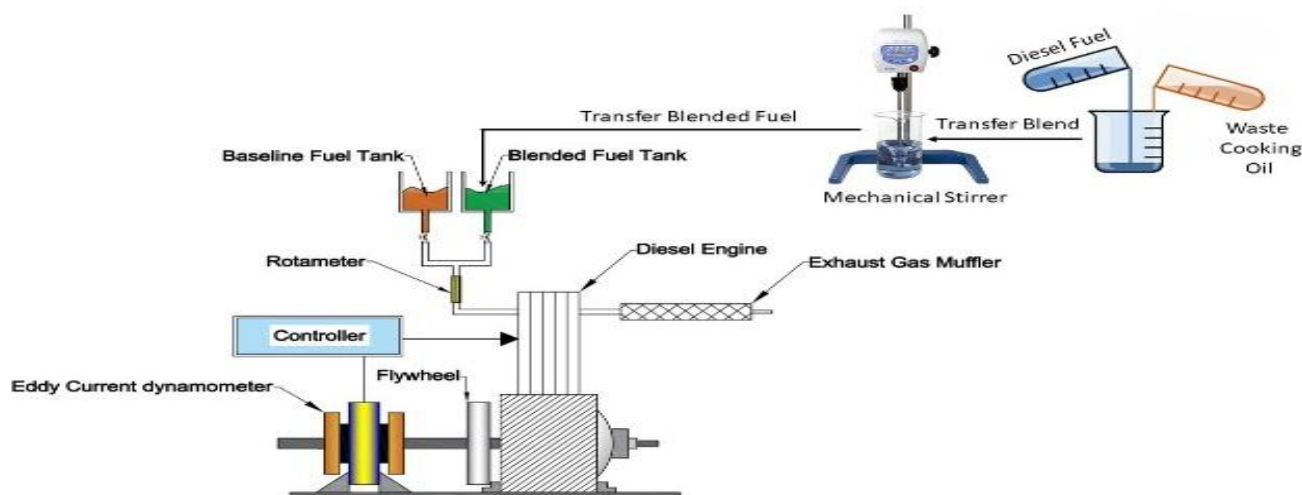 Diesel Fuel
Transfer Blended Fuel
Transfer Blend
Waste
Cooking
Oil
Baseline Fuel Tank
Blended Fuel Tank
Mechanical Stirrer
Rotameter
Diesel Engine
Exhaust Gas Muffler
Controller
Eddy Current dynamometer
Flywheel